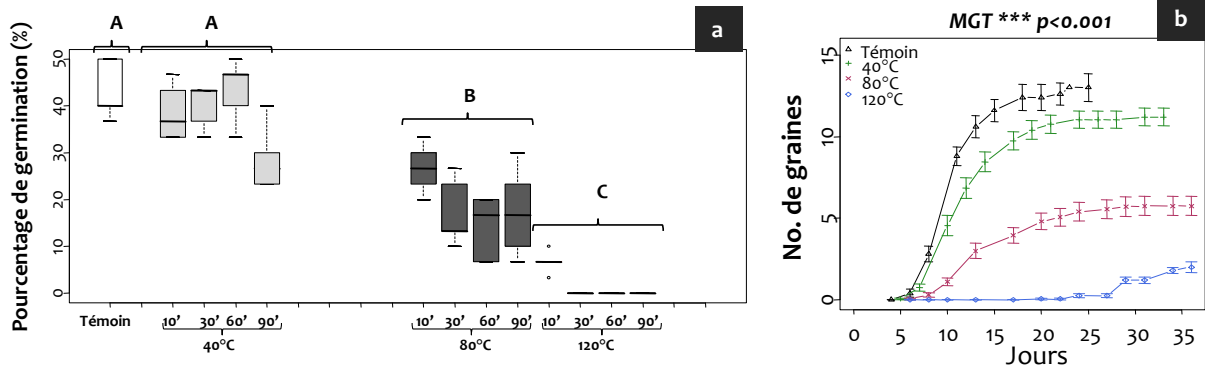 a
A A
B
C
Pourcentage de germination (%)
50
40
30
20
10
0
Témoin 10’ 30’ 60’ 90’ 10’ 30’ 60’ 90’ 10’ 30’ 60’ 90’
40°C 80°C 120°C
b
MGT *** p<0.001
Témoin
40°C
80°C
120°C
No. de graines
15
10
5
0
0 5 10 15 20 25 30 35
Jours